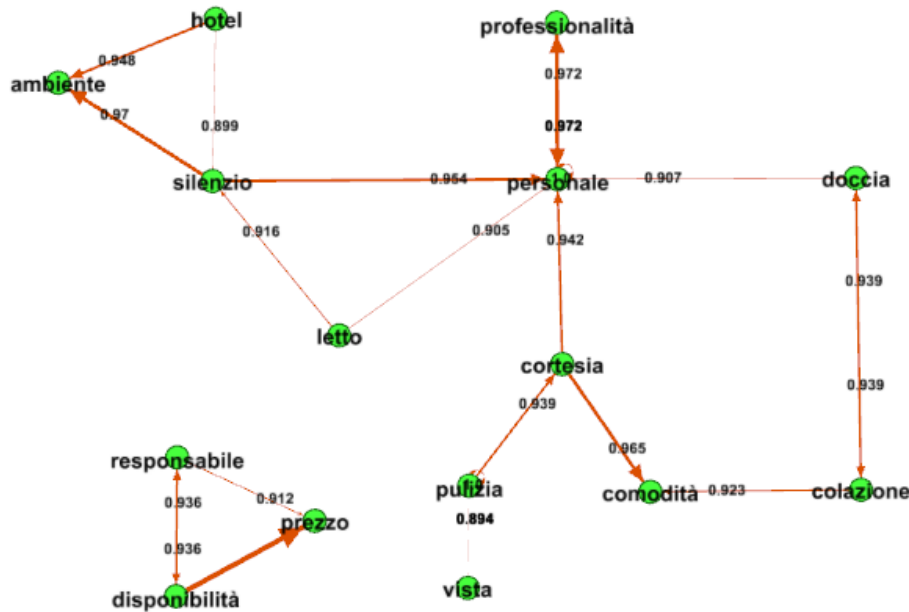 hotel
professionalità
0.948
0.972
ambiente
0.97
0.899
0.972
silenzio
0.954
personale
0.907
doccia
0.916
0.905
0.942
0.939
letto
cortesia
0.939
0.939
responsabile
0.965
0.936
0.912
pulizia
comodità
0.923
colazione
prezzo
0.894
0.936
disponibilità
vista